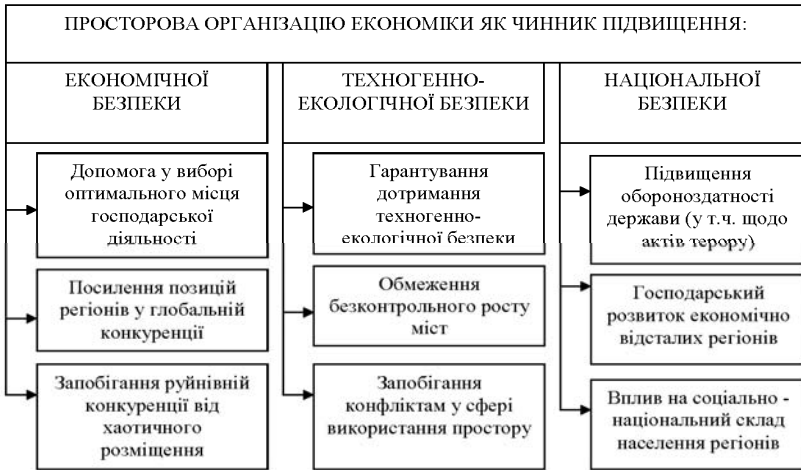 ПРОСТОРОВА ОРГАНІЗАЦІЮ ЕКОНОМІКИ ЯК ЧИННИК ПІДВИЩЕННЯ:
ЕКОНОМІЧНОЇ
БЕЗПЕКИ
Допомога у виборі
оптимального місця
господарської
діяльності
Посилення позицій
регіонів у глобальній
конкуренції
Запобігання руйнівній
конкуренції від
хаотичного
розміщення
ТЕХНОГЕННО-
ЕКОЛОГІЧНОЇ БЕЗПЕКИ
Гарантування
дотримання
техногенно-
екологічної безпеки
Обмеження
безконтрольного росту
міст
Запобігання
конфліктам у сфері
використання простору
НАЦІОНАЛЬНОЇ
БЕЗПЕКИ
Підвищення
обороноздатності
держави (у т.ч. щодо
актів терору)
Господарський
розвиток економічно
відсталих регіонів
Вплив на соціально -
національний склад
населення регіонів